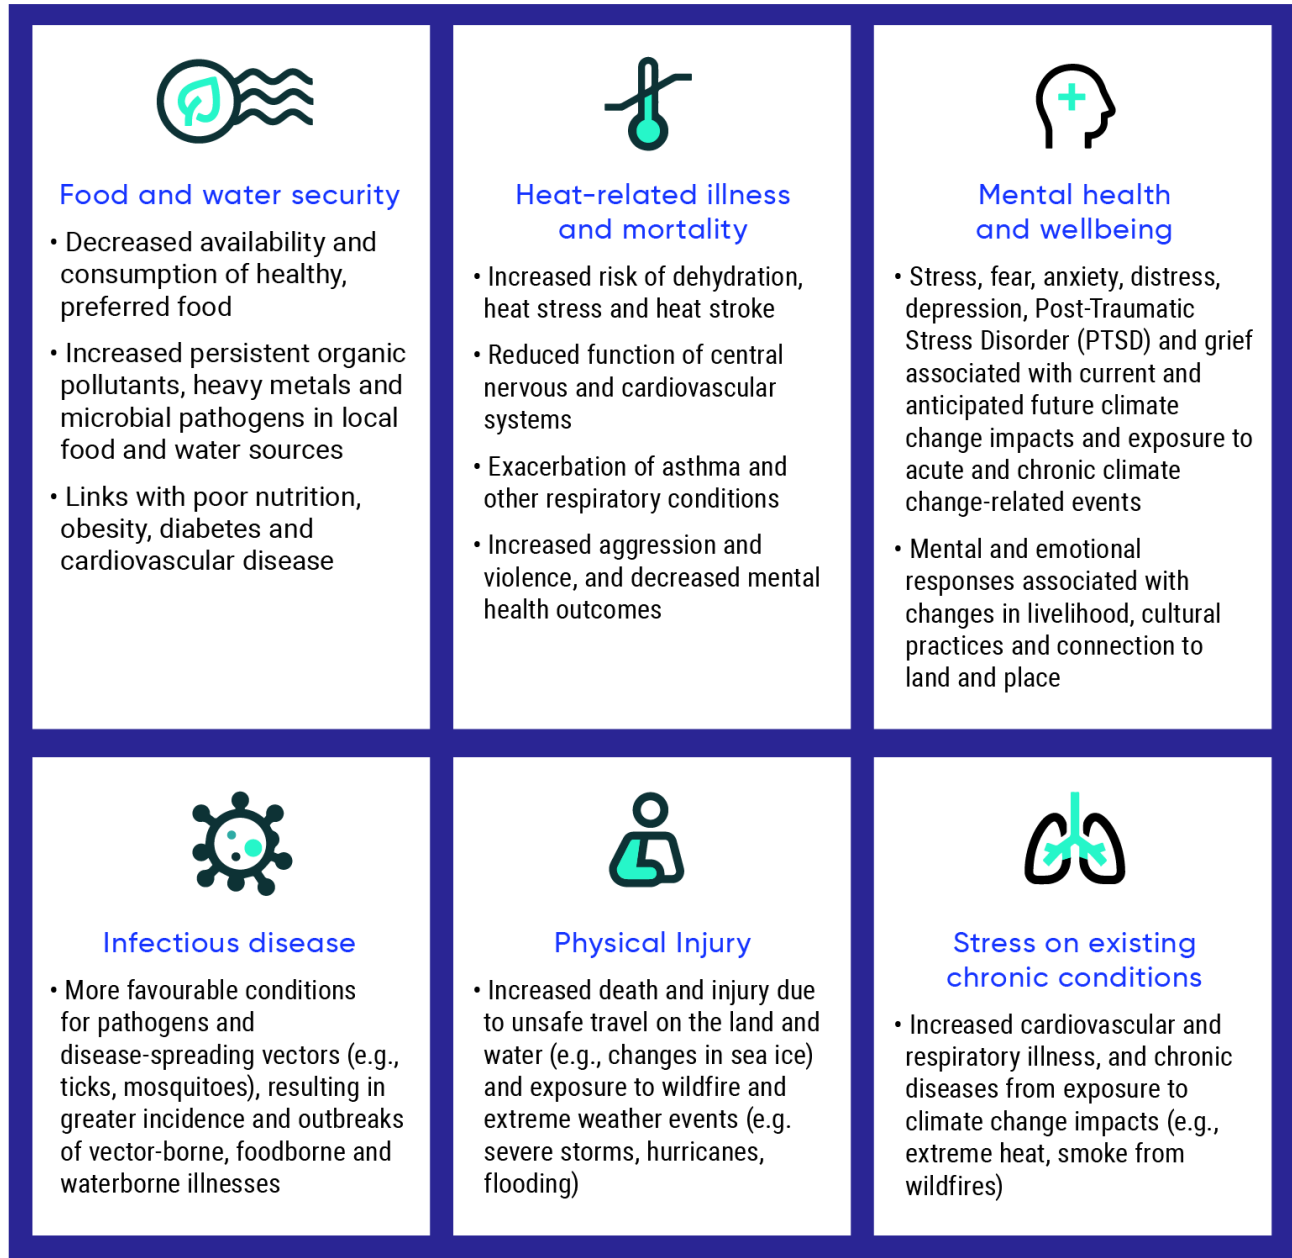 Food and water security
• Decreased availability and
consumption of healthy,
preferred food
• Increased persistent organic
pollutants, heavy metals and
microbial pathogens in local
food and water sources
• Links with poor nutrition,
obesity, diabetes and
cardiovascular disease
Heat-related illness
and mortality
• Increased risk of dehydration,
heat stress and heat stroke
• Reduced function of central
nervous and cardiovascular
systems
• Exacerbation of asthma and
other respiratory conditions
• Increased aggression and
violence, and decreased mental
health outcomes
Mental health
and wellbeing
• Stress, fear, anxiety, distress,
depression, Post-Traumatic
Stress Disorder (PTSD) and grief
associated with current and
anticipated future climate
change impacts and exposure to
acute and chronic climate
change-related events
• Mental and emotional
responses associated with
changes in livelihood, cultural
practices and connection to
land and place
Infectious disease
• More favourable conditions
for pathogens and
disease-spreading vectors (e.g.,
ticks, mosquitoes), resulting in
greater incidence and outbreaks
of vector-borne, foodborne and
waterborne illnesses
Physical Injury
• Increased death and injury due
to unsafe travel on the land and
water (e.g., changes in sea ice)
and exposure to wildfire and
extreme weather events (e.g.
severe storms, hurricanes,
flooding)
Stress on existing
chronic conditions
• Increased cardiovascular and
respiratory illness, and chronic
diseases from exposure to
climate change impacts (e.g.,
extreme heat, smoke from
wildfires)